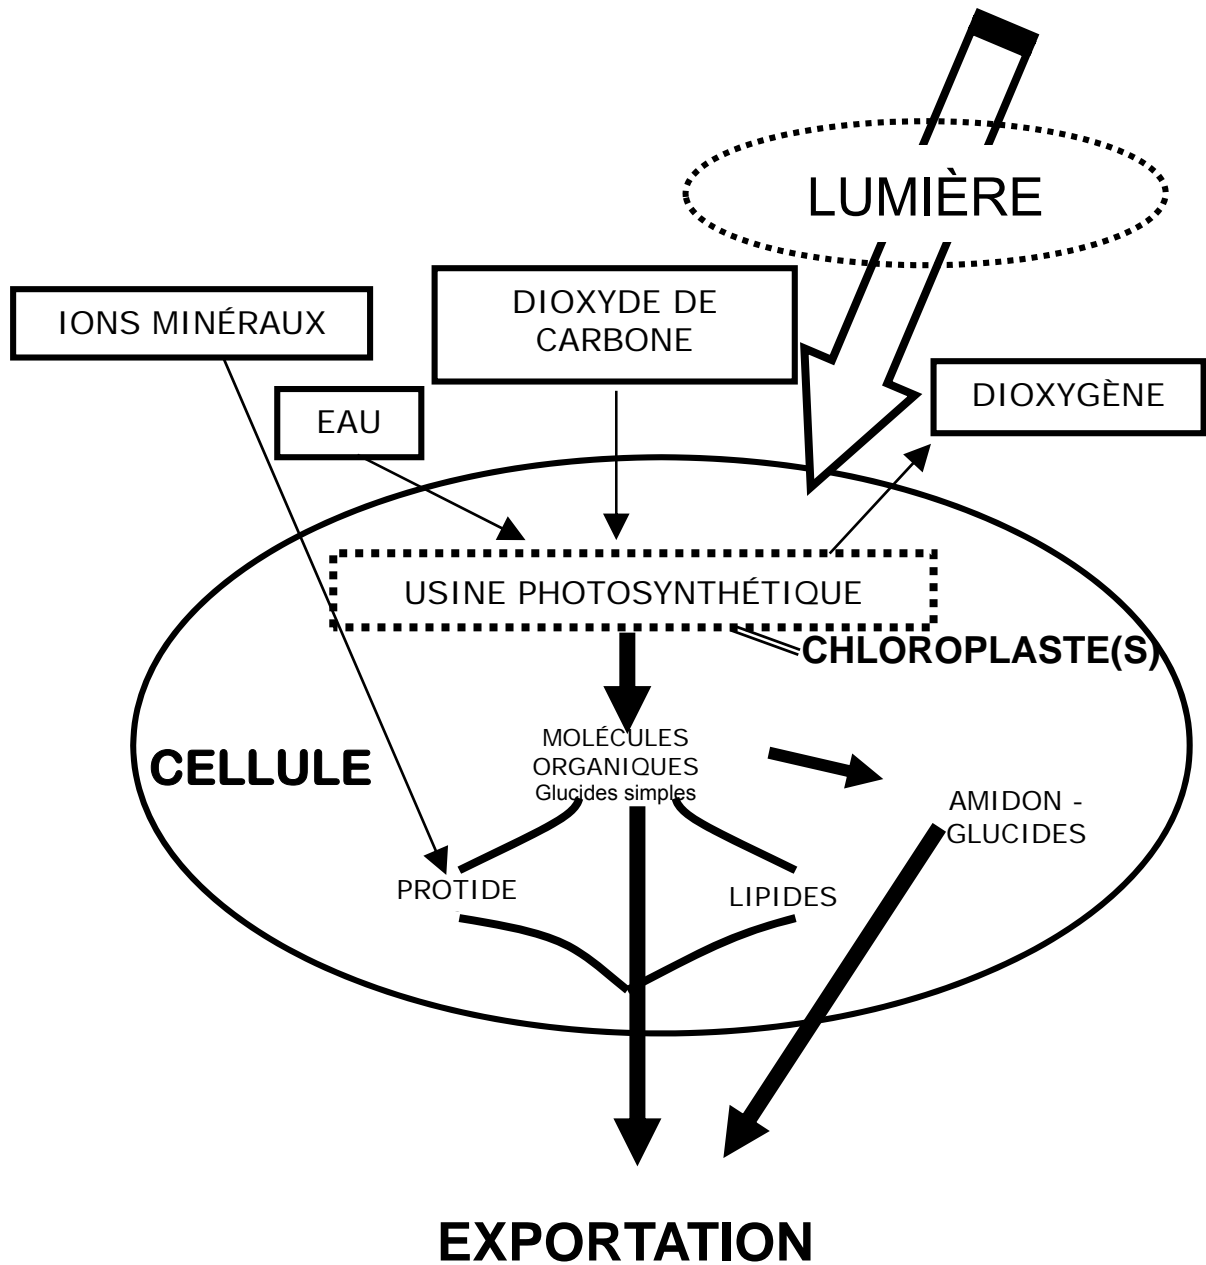 LUMIÈRE
DIOXYDE DE
CARBONE
IONS MINÉRAUX
DIOXYGÈNE
EAU
USINE PHOTOSYNTHÉTIQUE
CHLOROPLASTE(S)
MOLÉCULES
ORGANIQUES
Glucides simples
CELLULE
AMIDON -
GLUCIDES
PROTIDE
LIPIDES
EXPORTATION